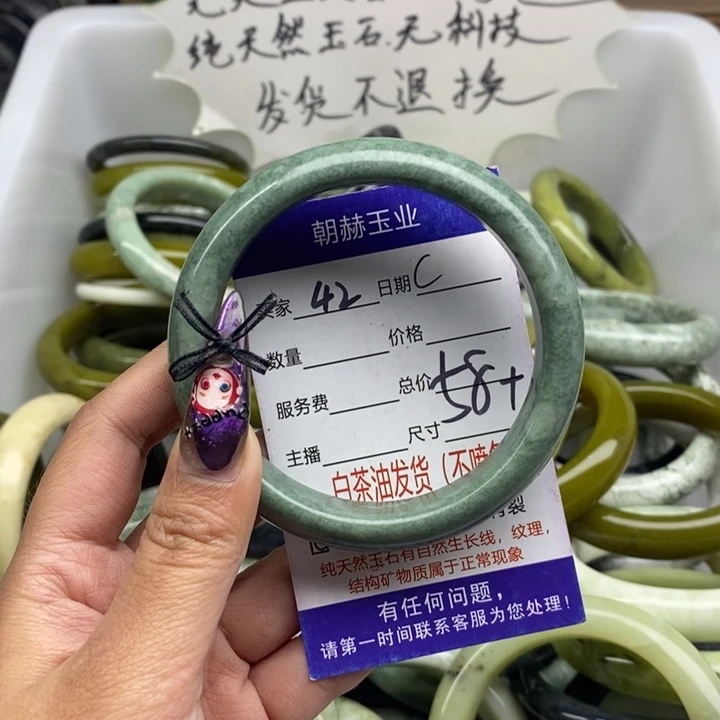 纯天然玉石.无科技
发货不退换
朝赫玉业
家 42 日期 C
数量 价格
服务费 总价
58+
主播 尺寸
白茶油发货(不喷
裂
纯天然玉石有自然生长线,纹理,
结构矿物质属于正常现象
有任何问题,
请第一时间联系客服为您处理!